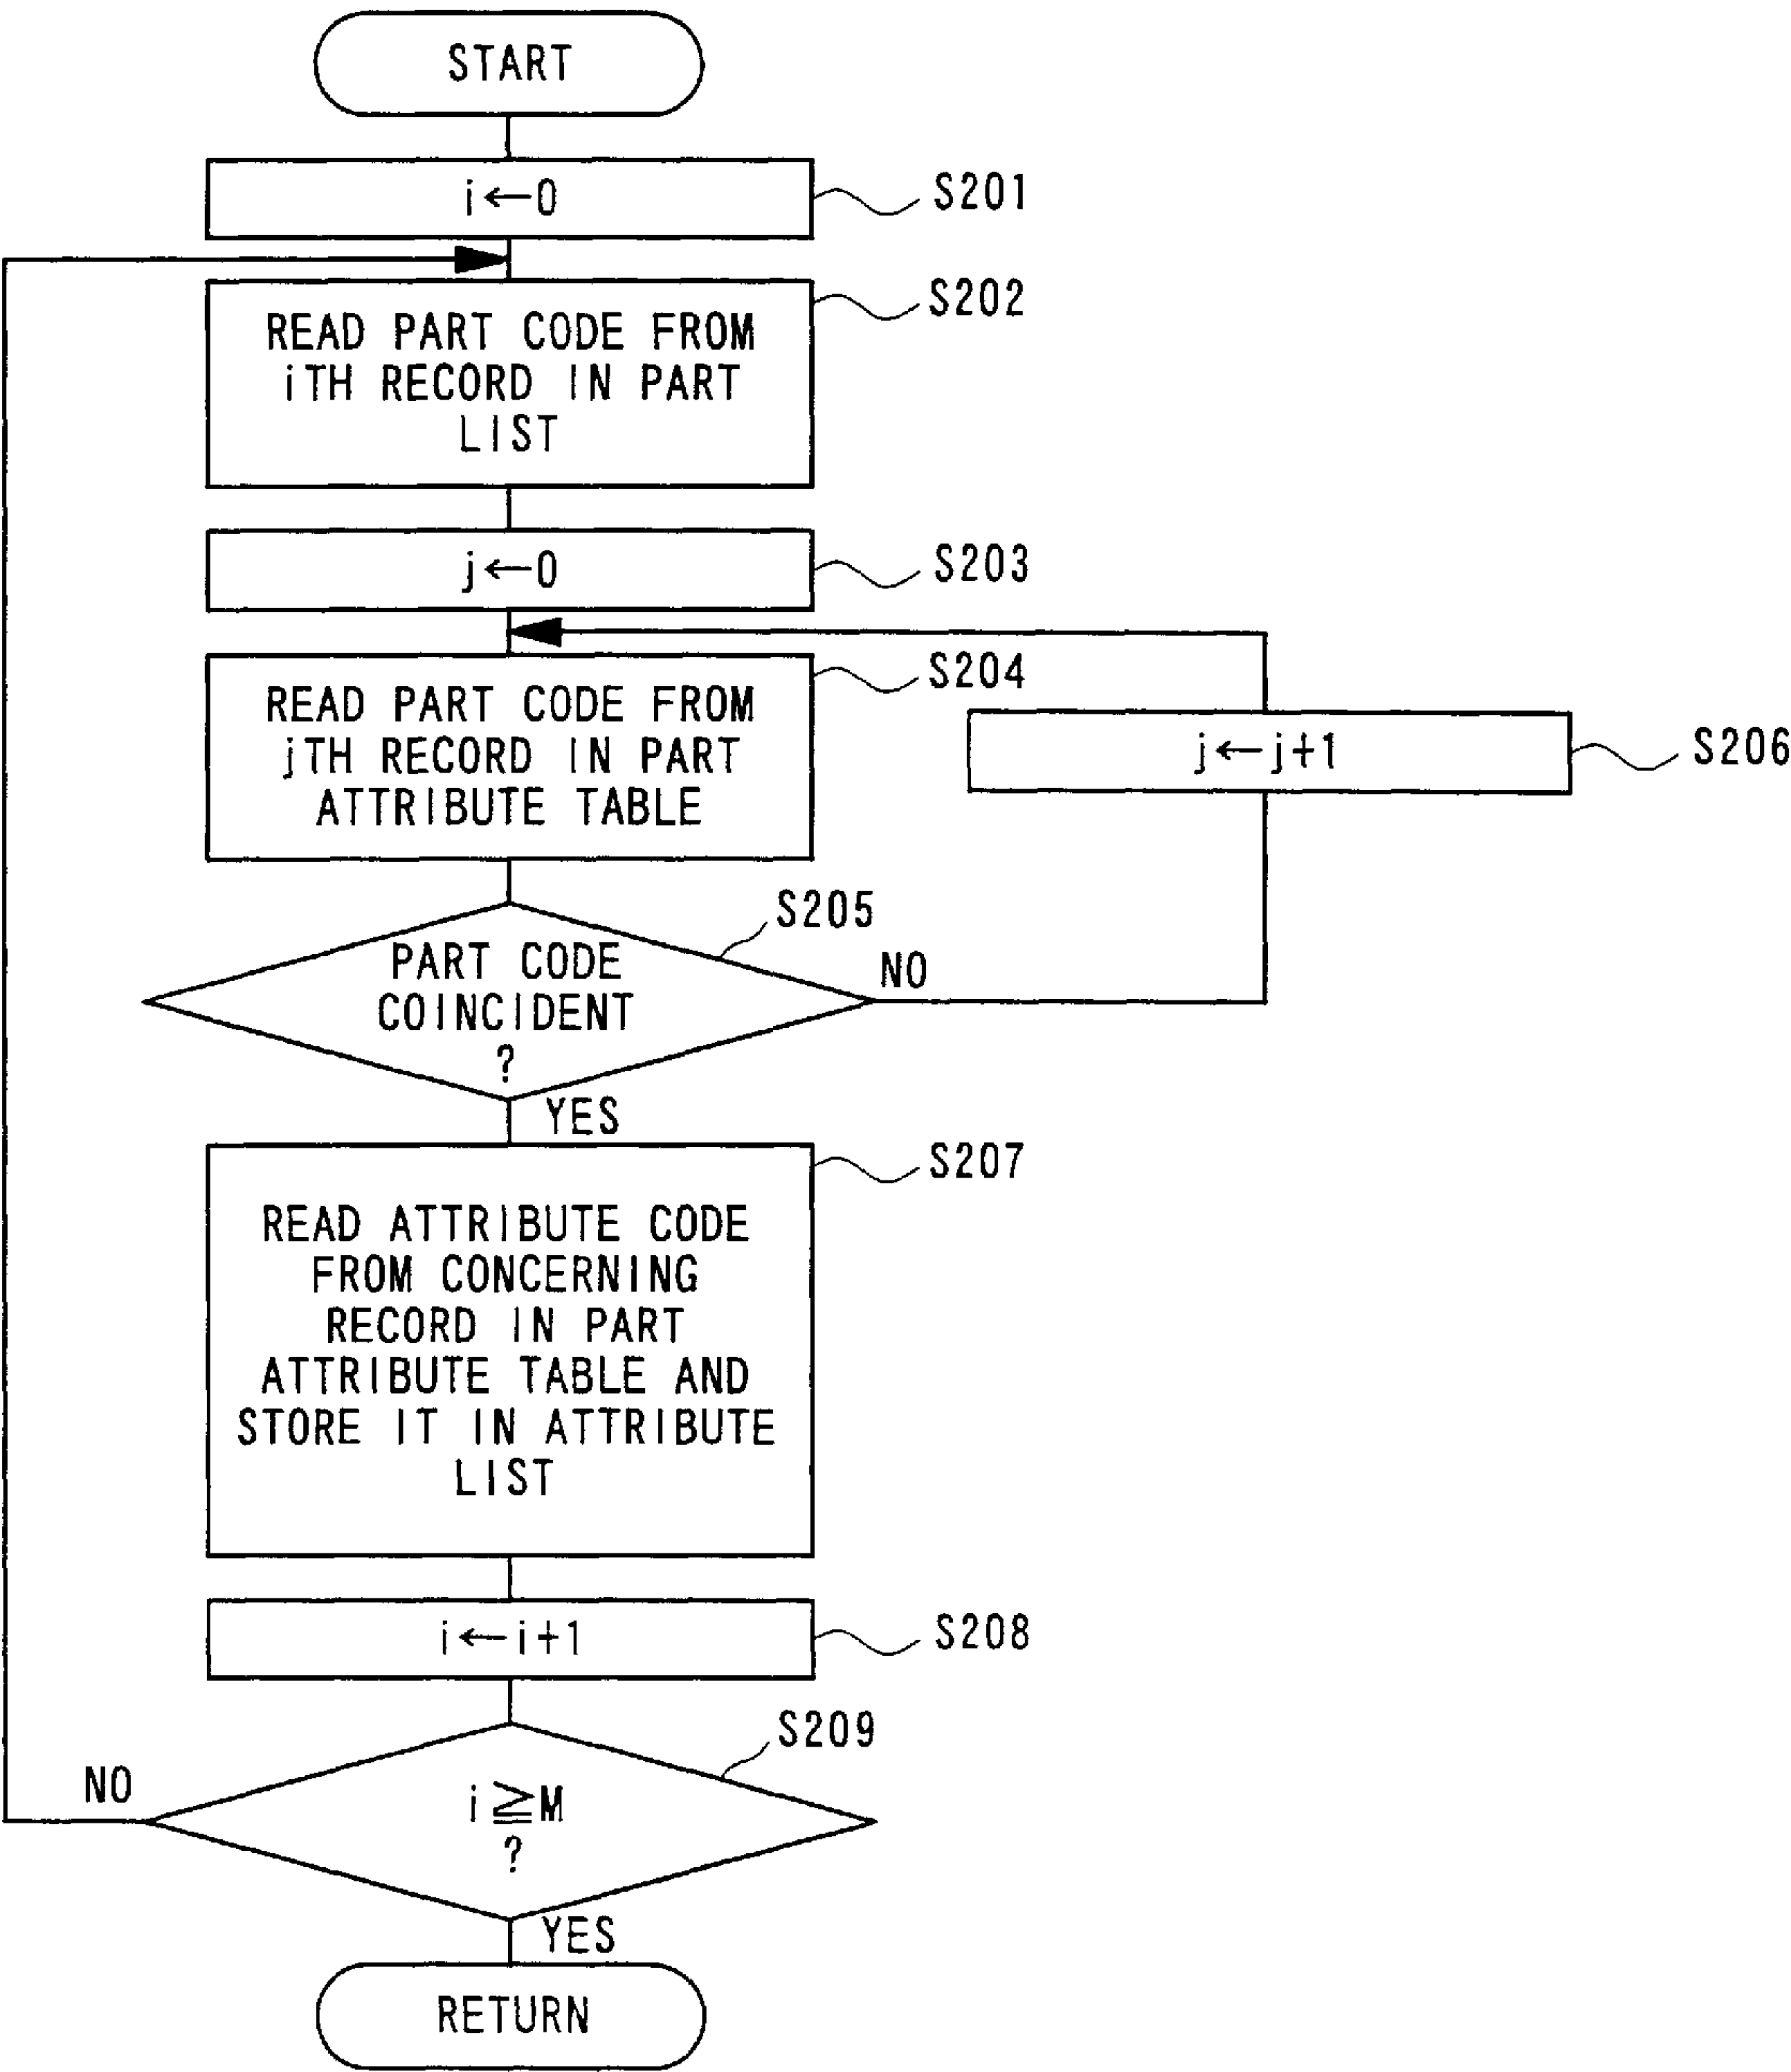 START
i←0
S201
READ PART CODE FROM
iTH RECORD IN PART
LIST
S202
j←0
S203
READ PART CODE FROM
jTH RECORD IN PART
ATTRIBUTE TABLE
S204
j←j+1
S206
PART CODE
COINCIDENT
?
S205
NO
YES
READ ATTRIBUTE CODE
FROM CONCERNING
RECORD IN PART
ATTRIBUTE TABLE AND
STORE IT IN ATTRIBUTE
LIST
S207
i←i+1
S208
i≧M
?
S209
NO
YES
RETURN